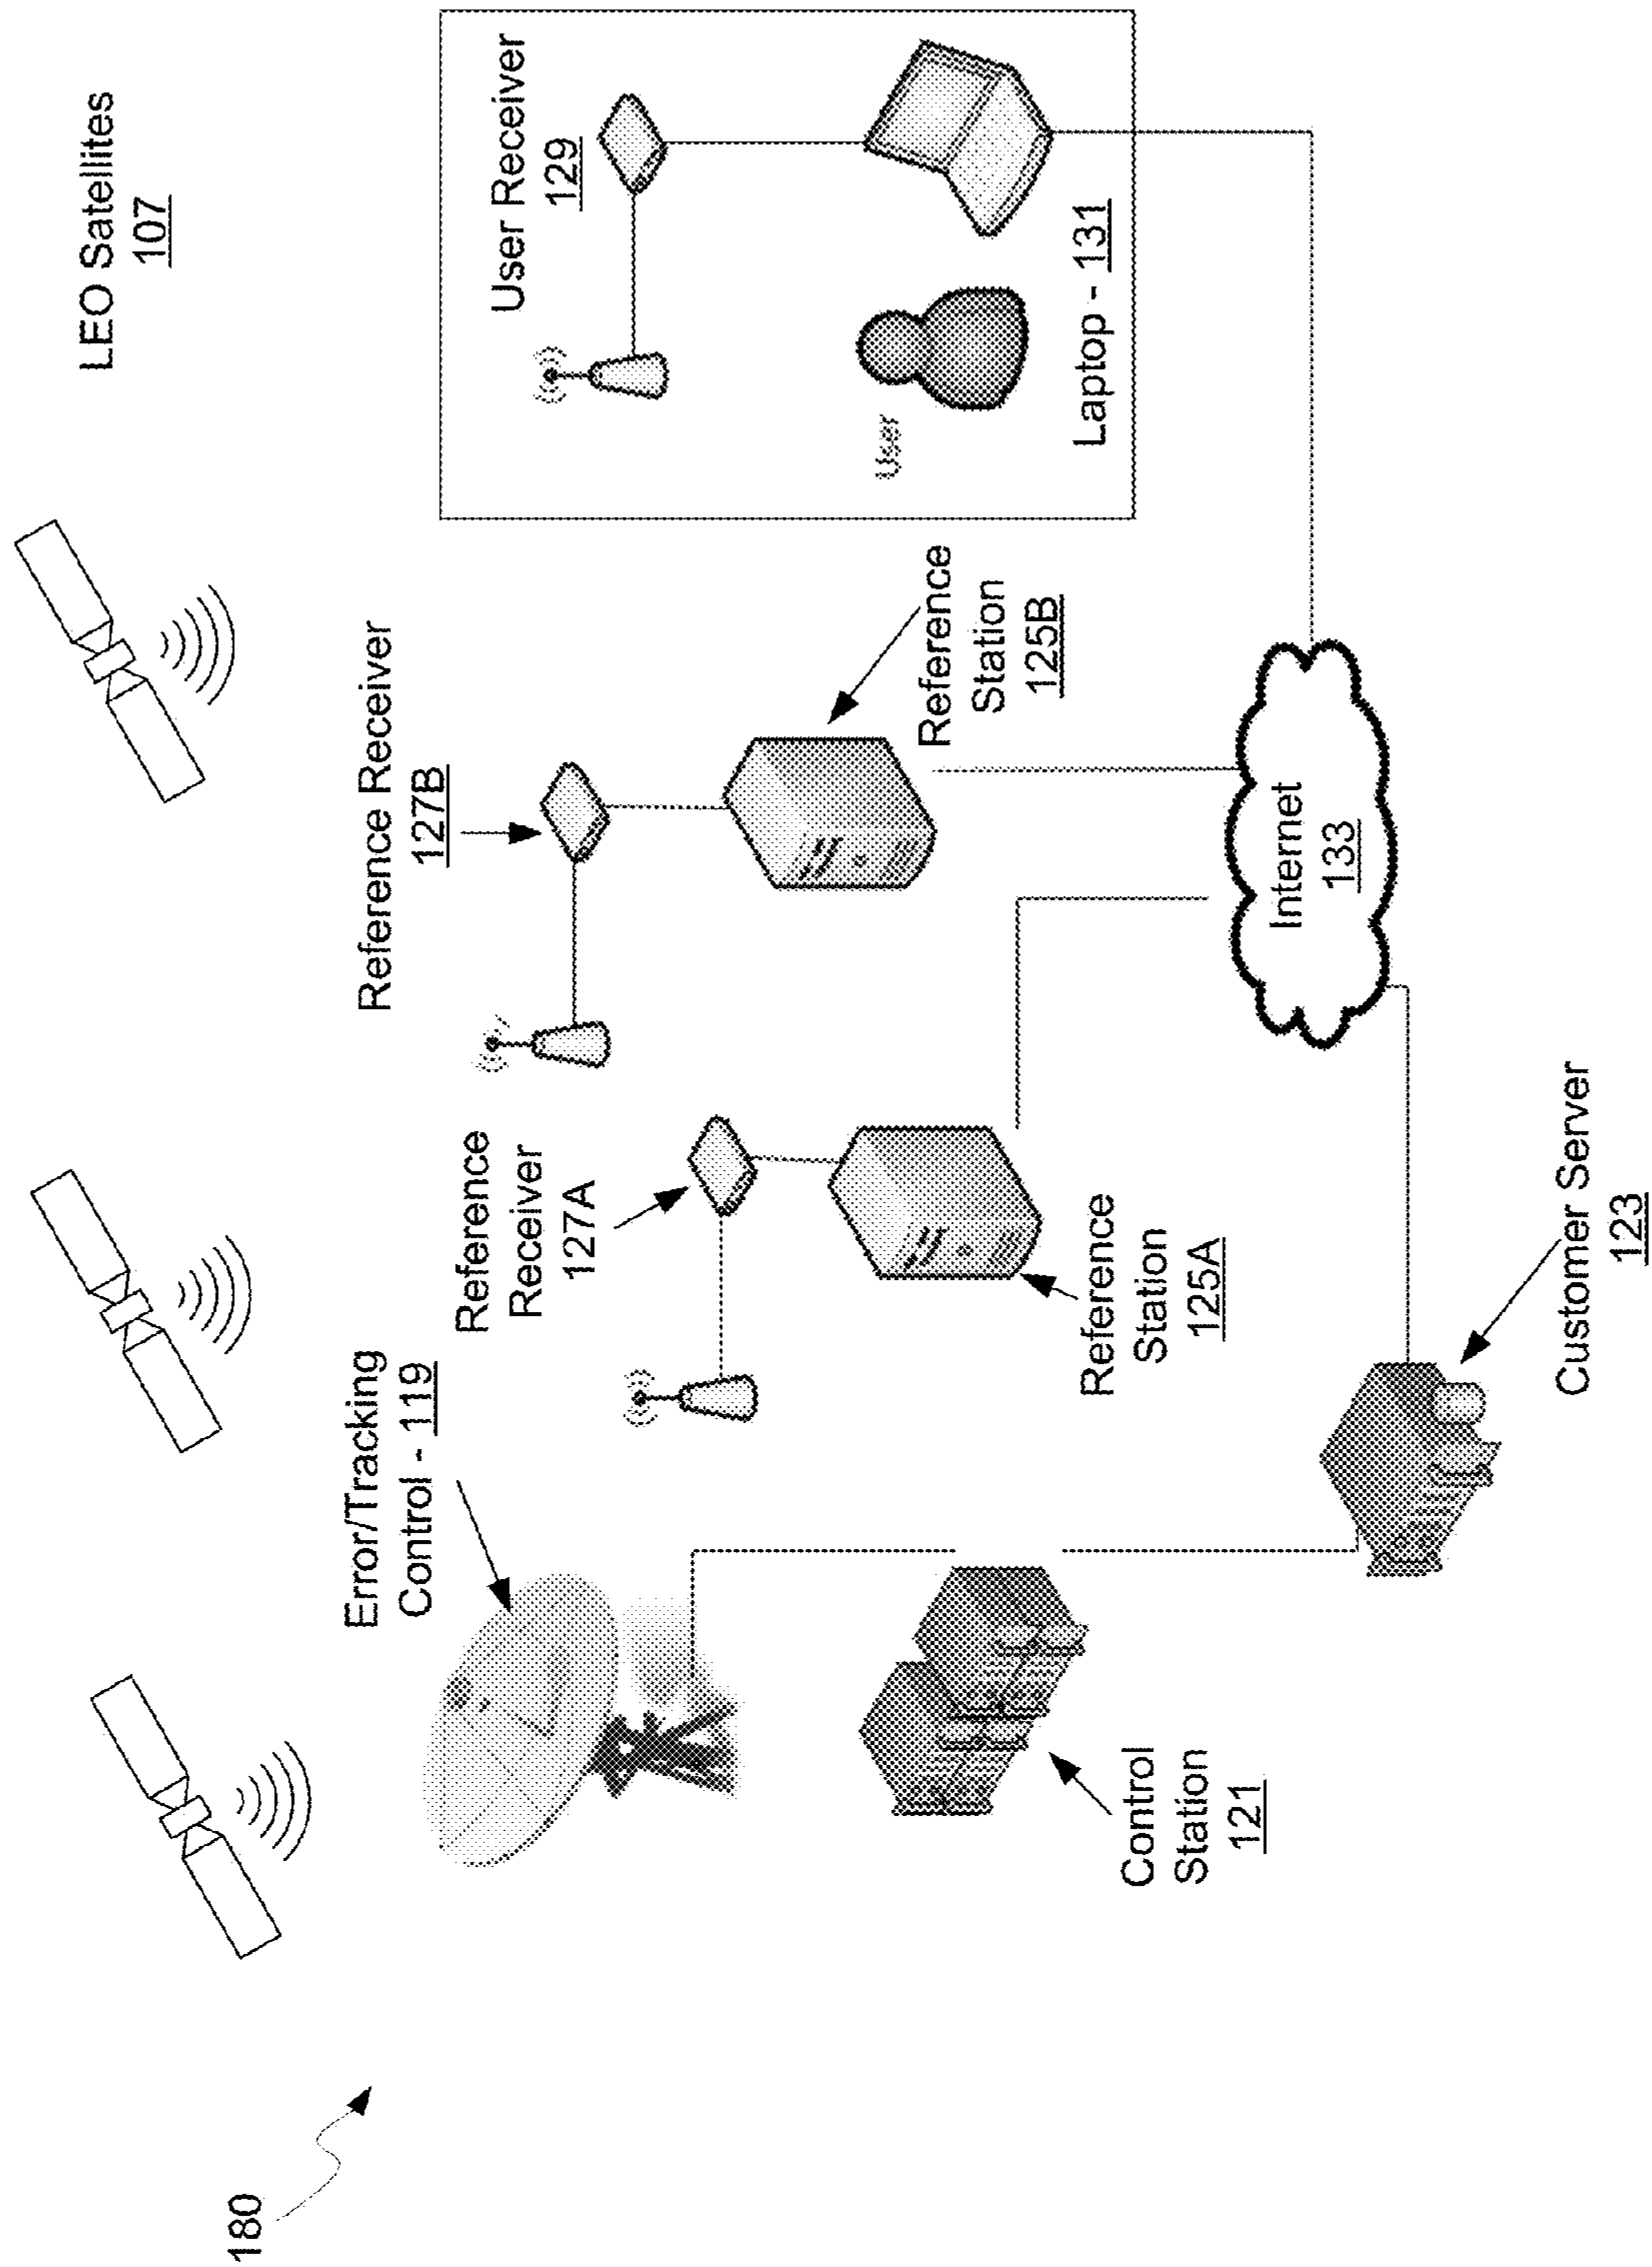 LEO Satellites
107
Error/Tracking
Control - 119
Reference
Receiver
127A
Reference Receiver
127B
User Receiver
129
User
Laptop - 131
Reference
Station
125B
Reference
Station
125A
Control
Station
121
Internet
133
Customer Server
123
180